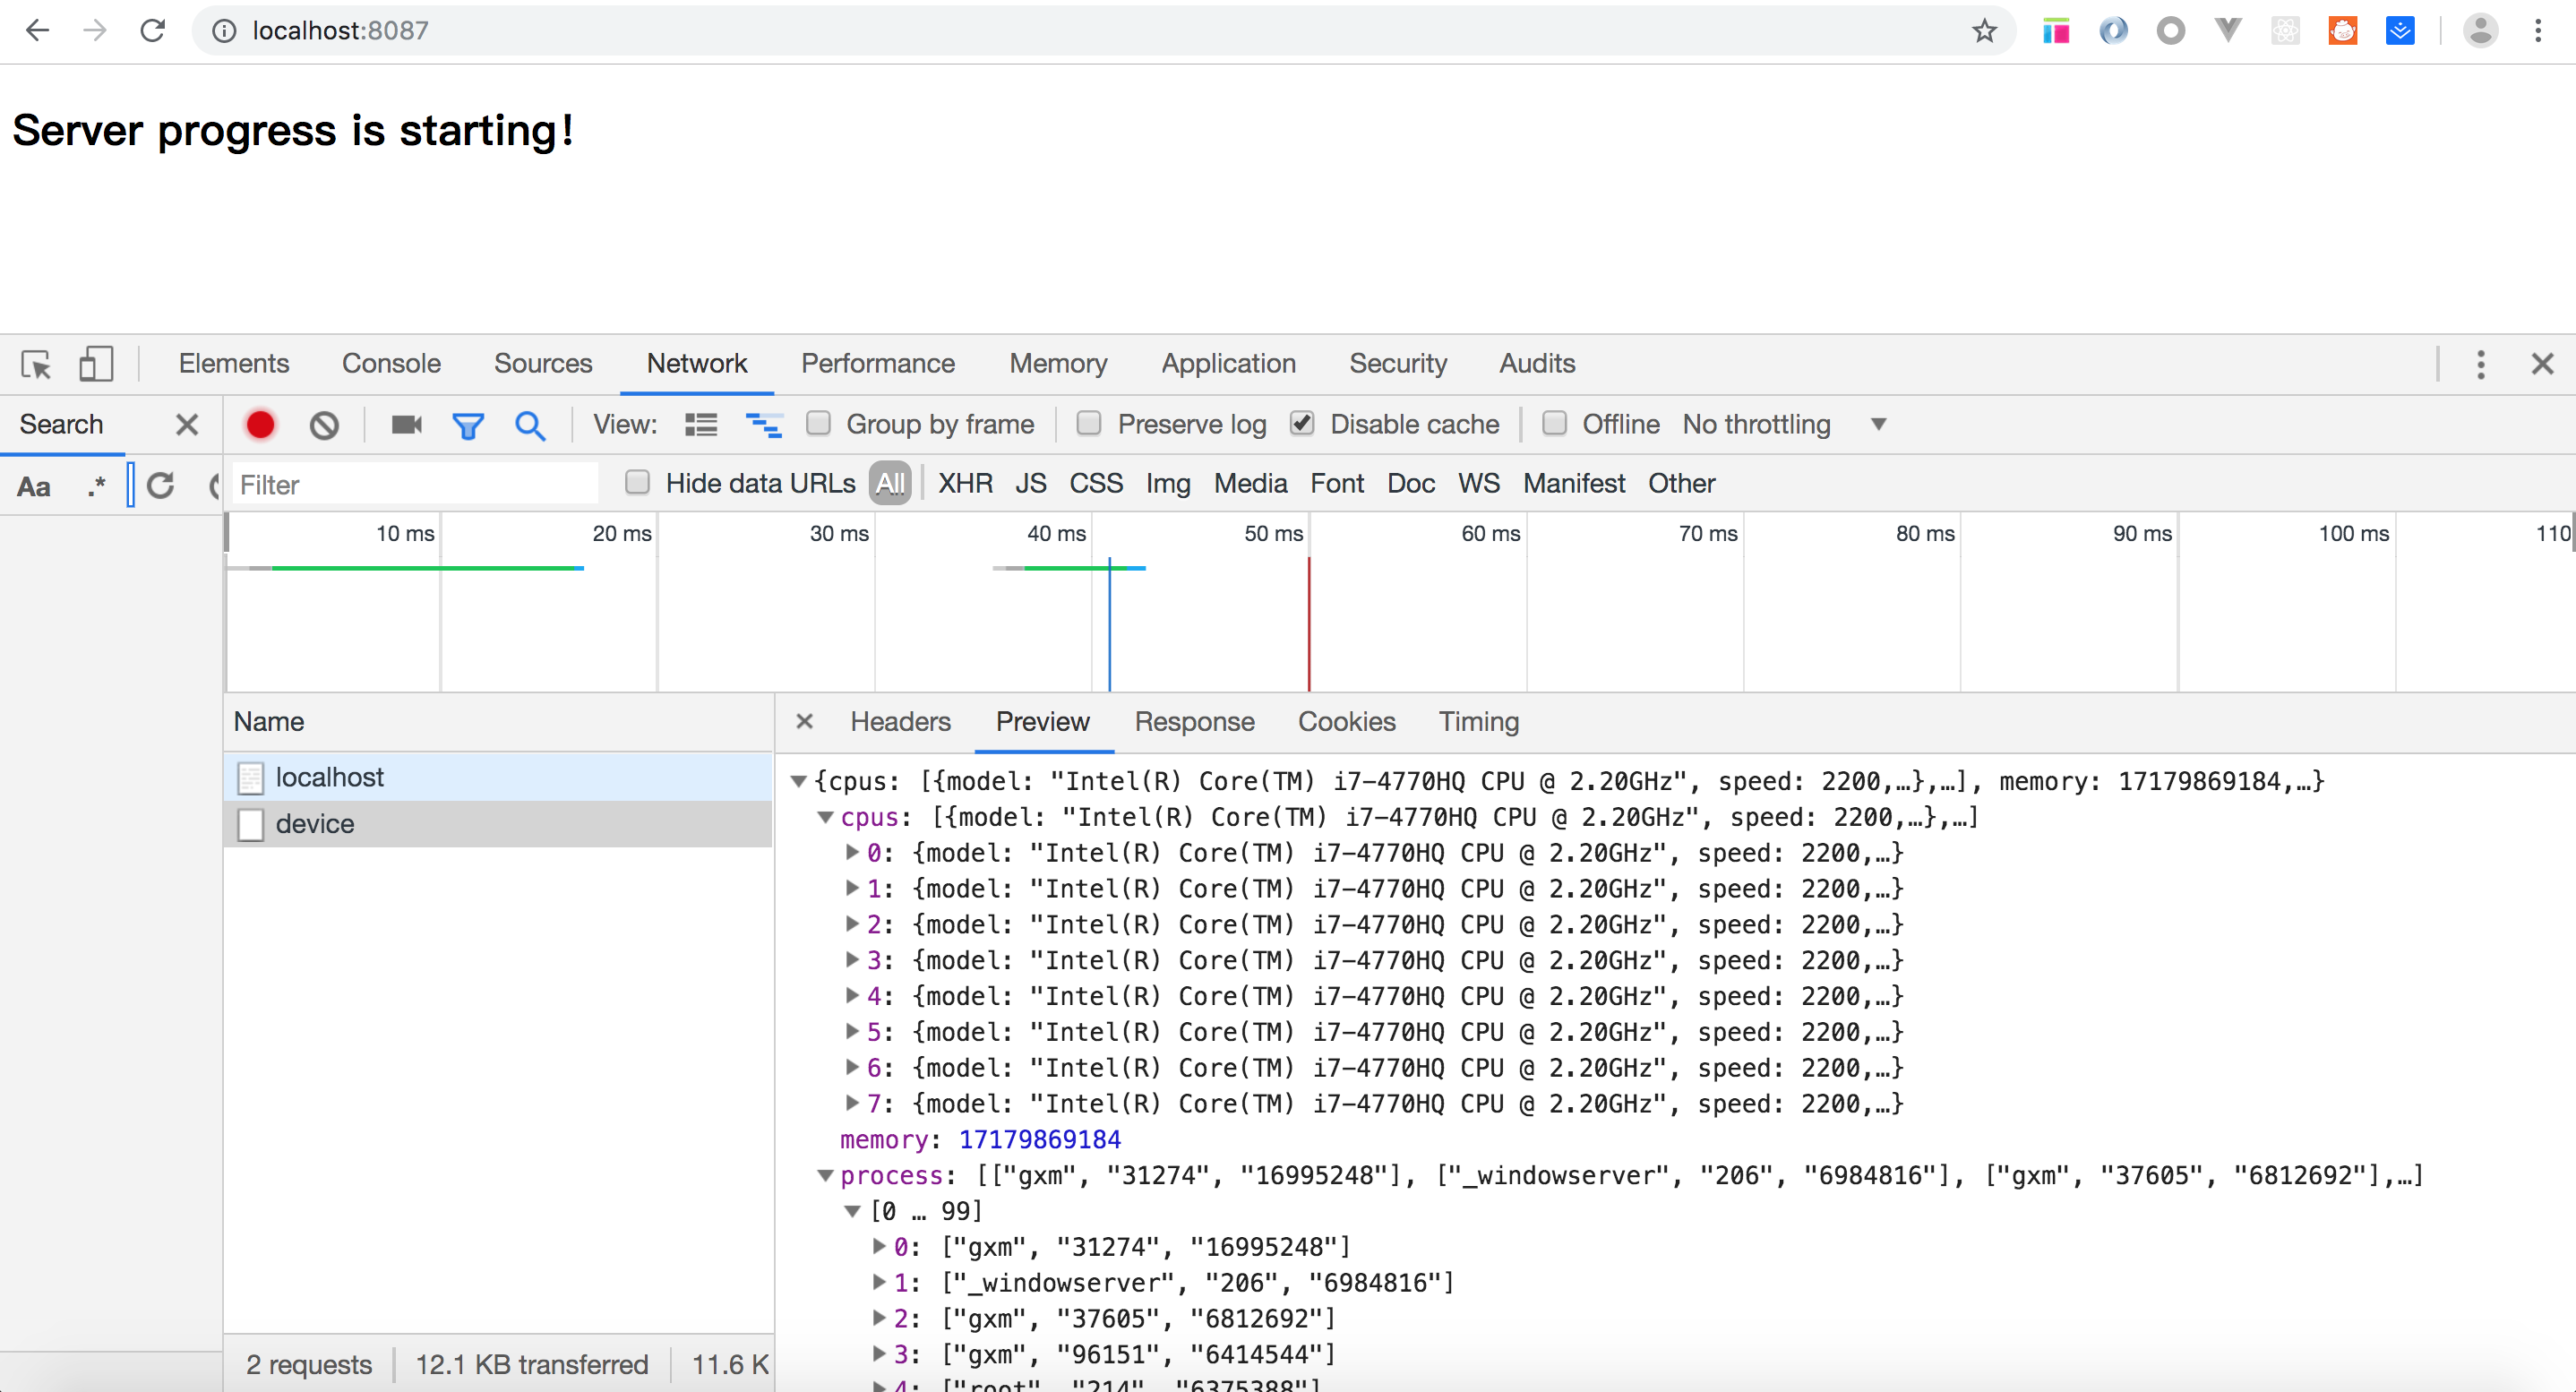 localhost:8087
Server progress is starting!
Elements Console Sources Network Performance Memory Application Security Audits
Search
View: Group by frame Preserve log Disable cache Offline No throttling
Aa .*
Filter Hide data URLs All XHR JS CSS Img Media Font Doc WS Manifest Other
10 ms 20 ms 30 ms 40 ms 50 ms 60 ms 70 ms 80 ms 90 ms 100 ms 110
Name
Headers Preview Response Cookies Timing
localhost
device
{cpus: [{model: "Intel(R) Core(TM) i7-4770HQ CPU @ 2.20GHz", speed: 2200,…},…], memory: 17179869184,…}
cpus: [{model: "Intel(R) Core(TM) i7-4770HQ CPU @ 2.20GHz", speed: 2200,…},…]
0: {model: "Intel(R) Core(TM) i7-4770HQ CPU @ 2.20GHz", speed: 2200,…}
1: {model: "Intel(R) Core(TM) i7-4770HQ CPU @ 2.20GHz", speed: 2200,…}
2: {model: "Intel(R) Core(TM) i7-4770HQ CPU @ 2.20GHz", speed: 2200,…}
3: {model: "Intel(R) Core(TM) i7-4770HQ CPU @ 2.20GHz", speed: 2200,…}
4: {model: "Intel(R) Core(TM) i7-4770HQ CPU @ 2.20GHz", speed: 2200,…}
5: {model: "Intel(R) Core(TM) i7-4770HQ CPU @ 2.20GHz", speed: 2200,…}
6: {model: "Intel(R) Core(TM) i7-4770HQ CPU @ 2.20GHz", speed: 2200,…}
7: {model: "Intel(R) Core(TM) i7-4770HQ CPU @ 2.20GHz", speed: 2200,…}
memory: 17179869184
process: [["gxm", "31274", "16995248"], ["_windowserver", "206", "6984816"], ["gxm", "37605", "6812692"],…]
[0 … 99]
0: ["gxm", "31274", "16995248"]
1: ["_windowserver", "206", "6984816"]
2: ["gxm", "37605", "6812692"]
3: ["gxm", "96151", "6414544"]
4: ["root", "214", "6375388"]
2 requests 12.1 KB transferred 11.6 K